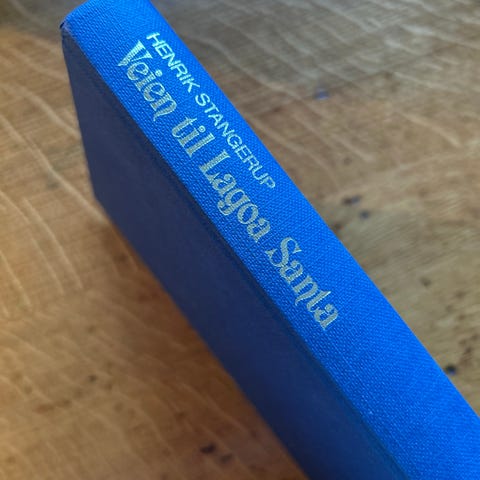 HENRIK STANGERUP
Veien til Lagoa Santa